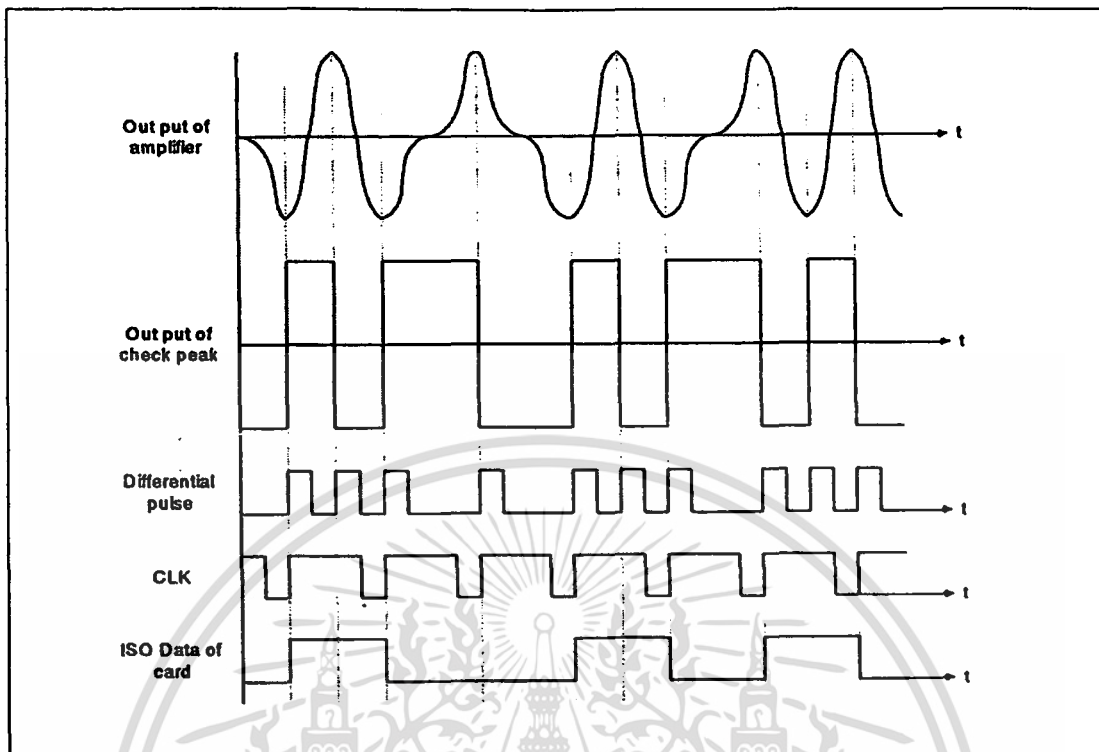 Out put of
amplifier
t
Out put of
check peak
t
Differential
pulse
t
CLK
t
ISO Data of
card
t